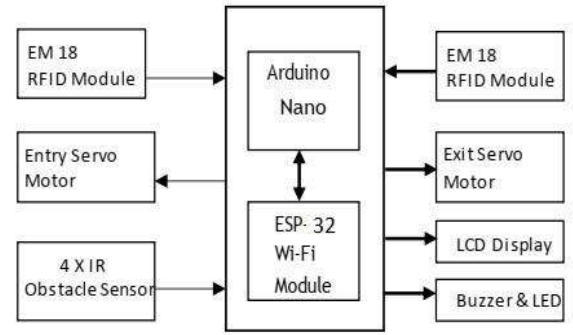 EM 18
RFID Module
Entry Servo
Motor
4 X IR
Obstacle Sensor
Arduino
Nano
ESP- 32
Wi-Fi
Module
EM 18
RFID Module
Exit Servo
Motor
LCD Display
Buzzer & LED